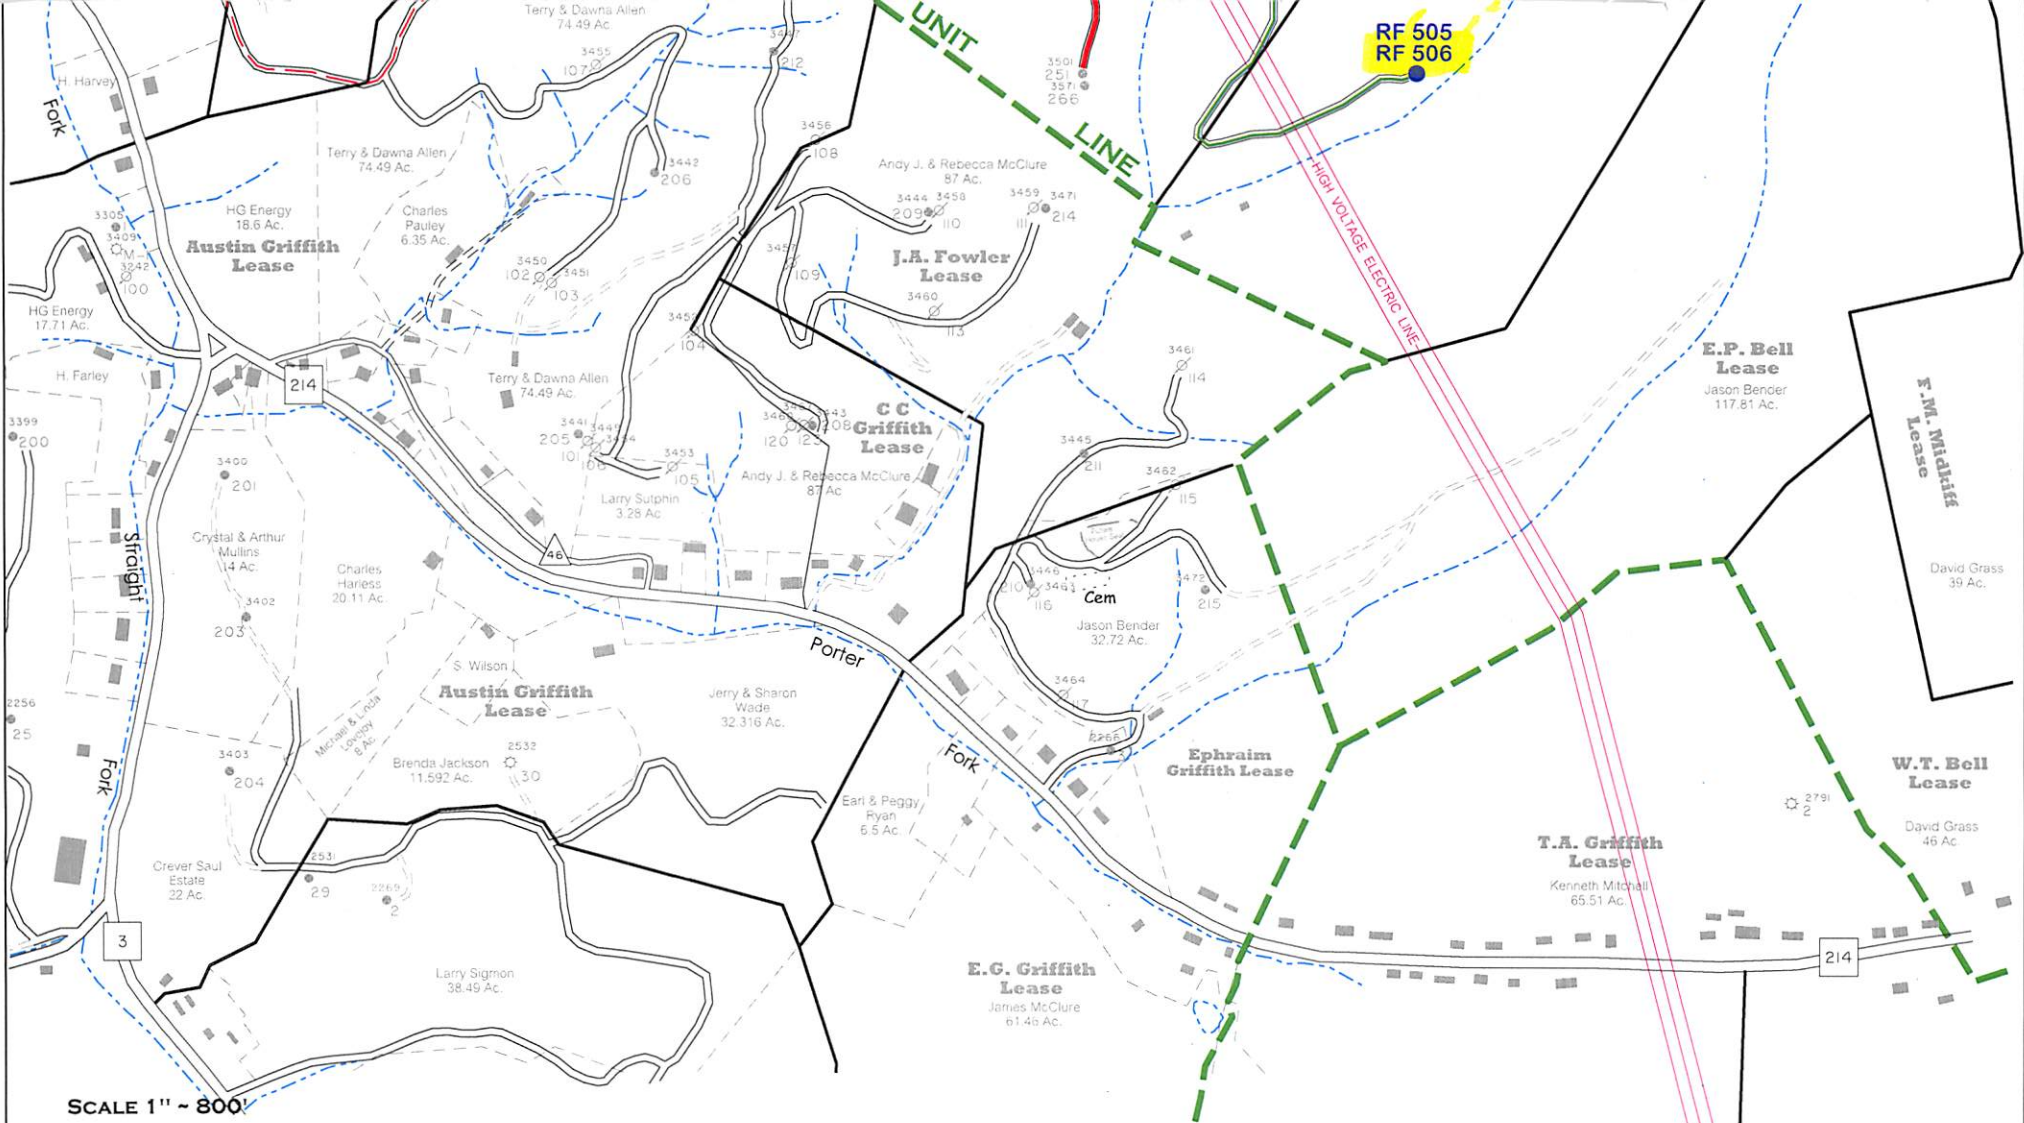 Terry & Dawna Allen
74.49 Ac.
UNIT
LINE
RF 505
RF 506
3447
212
3455
107
3501
251
3571
266
H. Harvey
Fork
Terry & Dawna Allen
74.49 Ac.
3456
108
3442
206
Andy J. & Rebecca McClure
87 Ac.
3444
209
3458
110
3459
111
3471
214
HIGH VOLTAGE ELECTRIC LINE
3305
3409
3242
100
HG Energy
18.6 Ac.
Charles
Pauley
6.35 Ac.
Austin Griffith
Lease
3450
102
3451
103
3457
109
J.A. Fowler
Lease
3460
113
HG Energy
17.71 Ac.
104
H. Farley
214
Terry & Dawna Allen
74.49 Ac.
3461
114
E.P. Bell
Lease
Jason Bender
117.81 Ac.
F.M. Midkiff
Lease
3399
200
3441
205
101
106
3453
105
120
208
C C
Griffith
Lease
3445
211
3400
201
Andy J. & Rebecca McClure
87 Ac
3462
115
Larry Sutphin
3.28 Ac
Crystal & Arthur
Mullins
14 Ac.
Straight
46
Charles
Harless
20.11 Ac.
3446
210
3463
116
Cem
3472
215
David Grass
39 Ac.
3402
203
Jason Bender
32.72 Ac.
Porter
S. Wilson
Austin Griffith
Lease
Jerry & Sharon
Wade
32.316 Ac.
3464
117
2256
25
Michael & Linda
Lovejoy
8 Ac
2266
Fork
3403
204
Brenda Jackson
11.592 Ac.
2532
30
Fork
Ephraim
Griffith Lease
W.T. Bell
Lease
2791
2
Earl & Peggy
Ryan
6.5 Ac.
David Grass
46 Ac
T.A. Griffith
Lease
Kenneth Mitchell
65.51 Ac.
Crever Saul
Estate
22 Ac.
2531
29
2269
2
3
214
Larry Sigmon
38.49 Ac.
E.G. Griffith
Lease
James McClure
61.46 Ac.
SCALE 1" ~ 800'